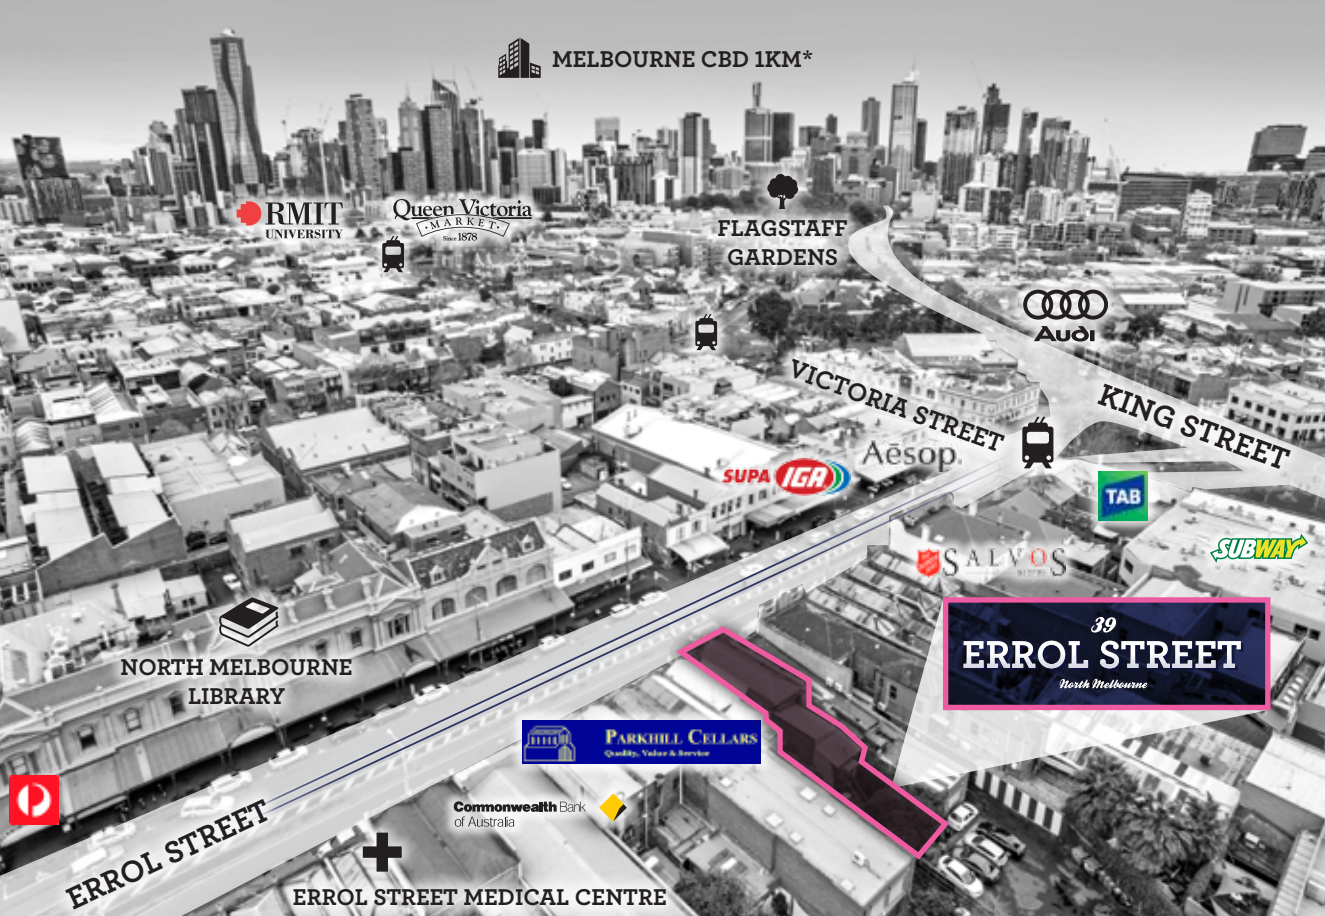 MELBOURNE CBD 1KM*
RMIT
UNIVERSITY
Queen Victoria
·MARKET·
Since 1878
FLAGSTAFF
GARDENS
Audi
VICTORIA STREET
KING STREET
SUPA IGA
Aēsop.
TAB
SALVOS
STORES
SUBWAY
39
ERROL STREET
North Melbourne
NORTH MELBOURNE
LIBRARY
PARKHILL CELLARS
Quality, Value & Service
CommonwealthBank
of Australia
ERROL STREET
ERROL STREET MEDICAL CENTRE